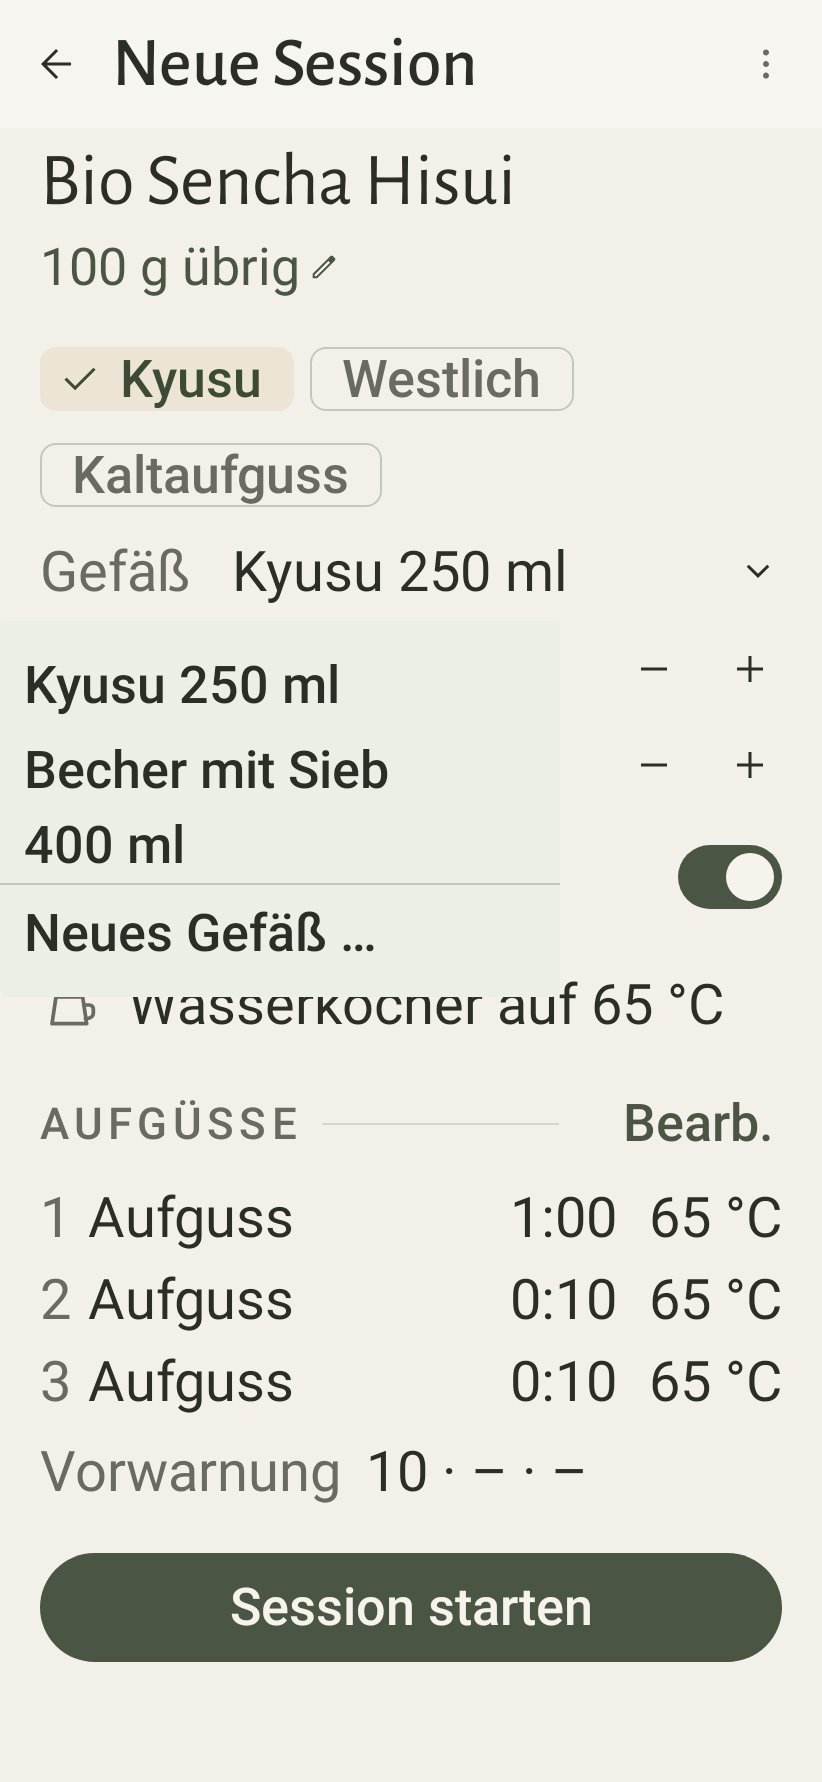 Neue Session
Bio Sencha Hisui
100 g übrig
Kyusu
Westlich
Kaltaufguss
Gefäß Kyusu 250 ml
Kyusu 250 ml
Becher mit Sieb
400 ml
Neues Gefäß ...
Wasserkocher auf 65 °C
AUFGÜSSE Bearb.
1 Aufguss 1:00 65 °C
2 Aufguss 0:10 65 °C
3 Aufguss 0:10 65 °C
Vorwarnung 10 · – · –
Session starten